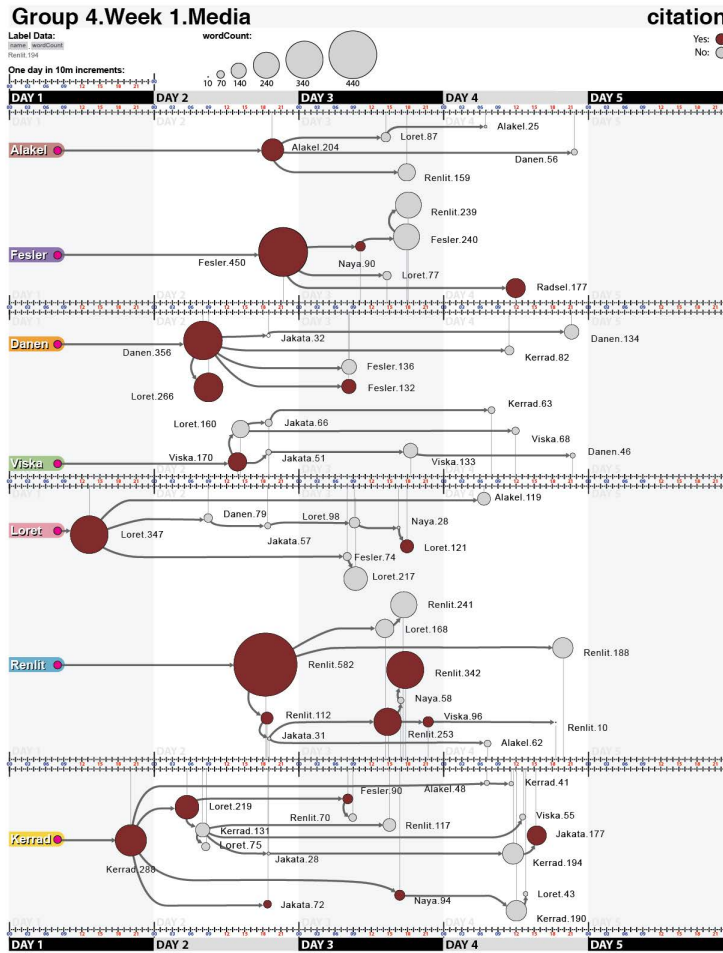 Group 4.Week 1.Media
citation
Label Data:
name . wordCount
Renlit.194
wordCount:
Yes:
No:
One day in 10m increments:
10 70 140 240 340 440
DAY 1 DAY 2 DAY 3 DAY 4 DAY 5
Alakel
Alakel.204
Loret.87
Alakel.25
Danen.56
Renlit.159
Fesler
Fesler.450
Renlit.239
Fesler.240
Naya.90
Loret.77
Radsel.177
Danen
Danen.356
Jakata.32
Danen.134
Kerrad.82
Fesler.136
Fesler.132
Loret.266
Viska
Viska.170
Loret.160
Jakata.66
Kerrad.63
Viska.68
Jakata.51
Viska.133
Danen.46
Loret
Loret.347
Alakel.119
Danen.79
Jakata.57
Loret.98
Naya.28
Loret.121
Fesler.74
Loret.217
Renlit
Renlit.582
Renlit.241
Loret.168
Renlit.188
Renlit.342
Naya.58
Renlit.112
Jakata.31
Renlit.253
Viska.96
Renlit.10
Alakel.62
Kerrad
Kerrad.288
Loret.219
Fesler.90
Alakel.48
Kerrad.41
Kerrad.131
Loret.75
Renlit.70
Renlit.117
Viska.55
Jakata.177
Jakata.28
Kerrad.194
Jakata.72
Naya.94
Loret.43
Kerrad.190
DAY 1 DAY 2 DAY 3 DAY 4 DAY 5